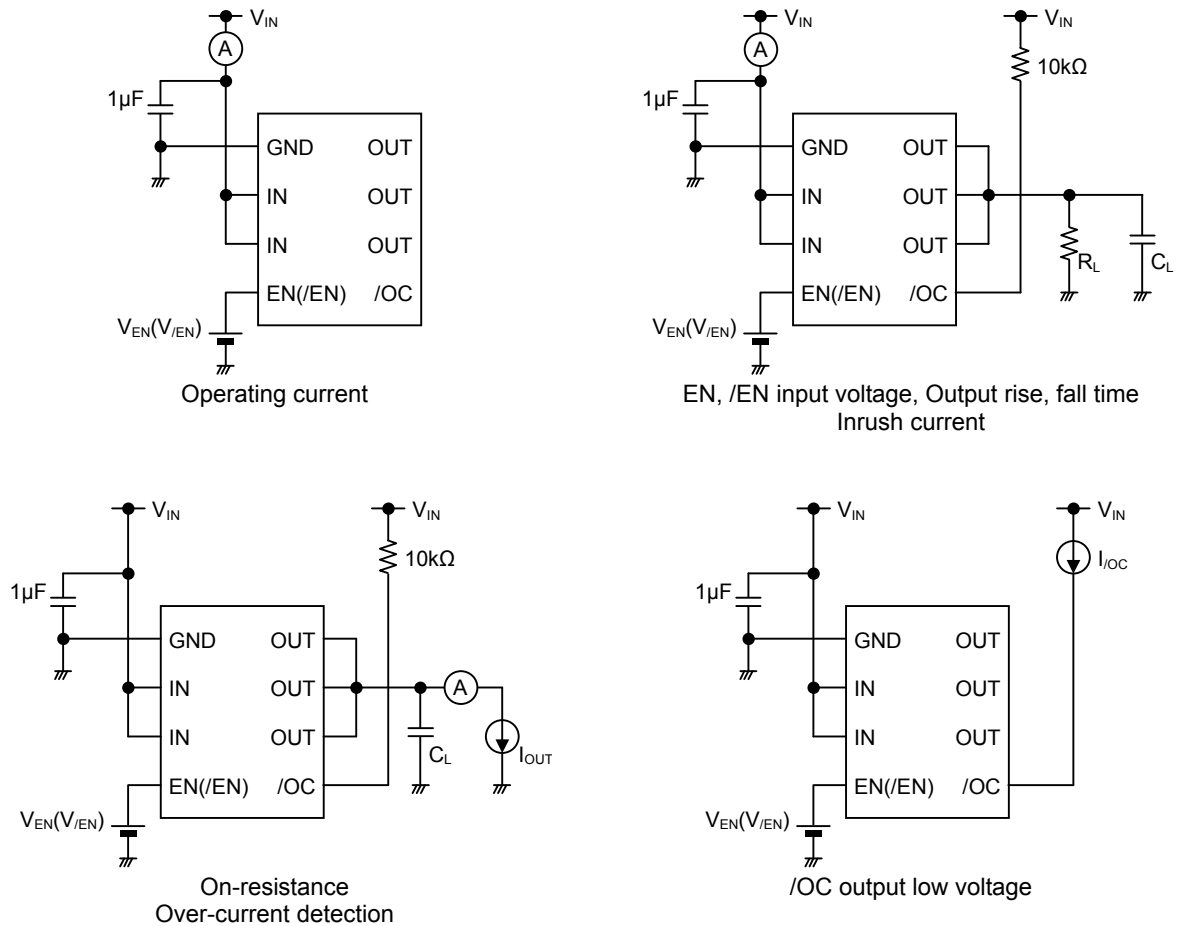 V_IN
A
1µF
GND OUT
IN OUT
IN OUT
EN(/EN) /OC
V_EN(V_/EN)
Operating current
V_IN
V_IN
A
10kΩ
1µF
GND OUT
IN OUT
IN OUT
R_L
C_L
EN(/EN) /OC
V_EN(V_/EN)
EN, /EN input voltage, Output rise, fall time
Inrush current
V_IN
V_IN
10kΩ
1µF
GND OUT
IN OUT
A
IN OUT
C_L
I_OUT
EN(/EN) /OC
V_EN(V_/EN)
On-resistance
Over-current detection
V_IN
V_IN
I_/OC
1µF
GND OUT
IN OUT
IN OUT
EN(/EN) /OC
V_EN(V_/EN)
/OC output low voltage